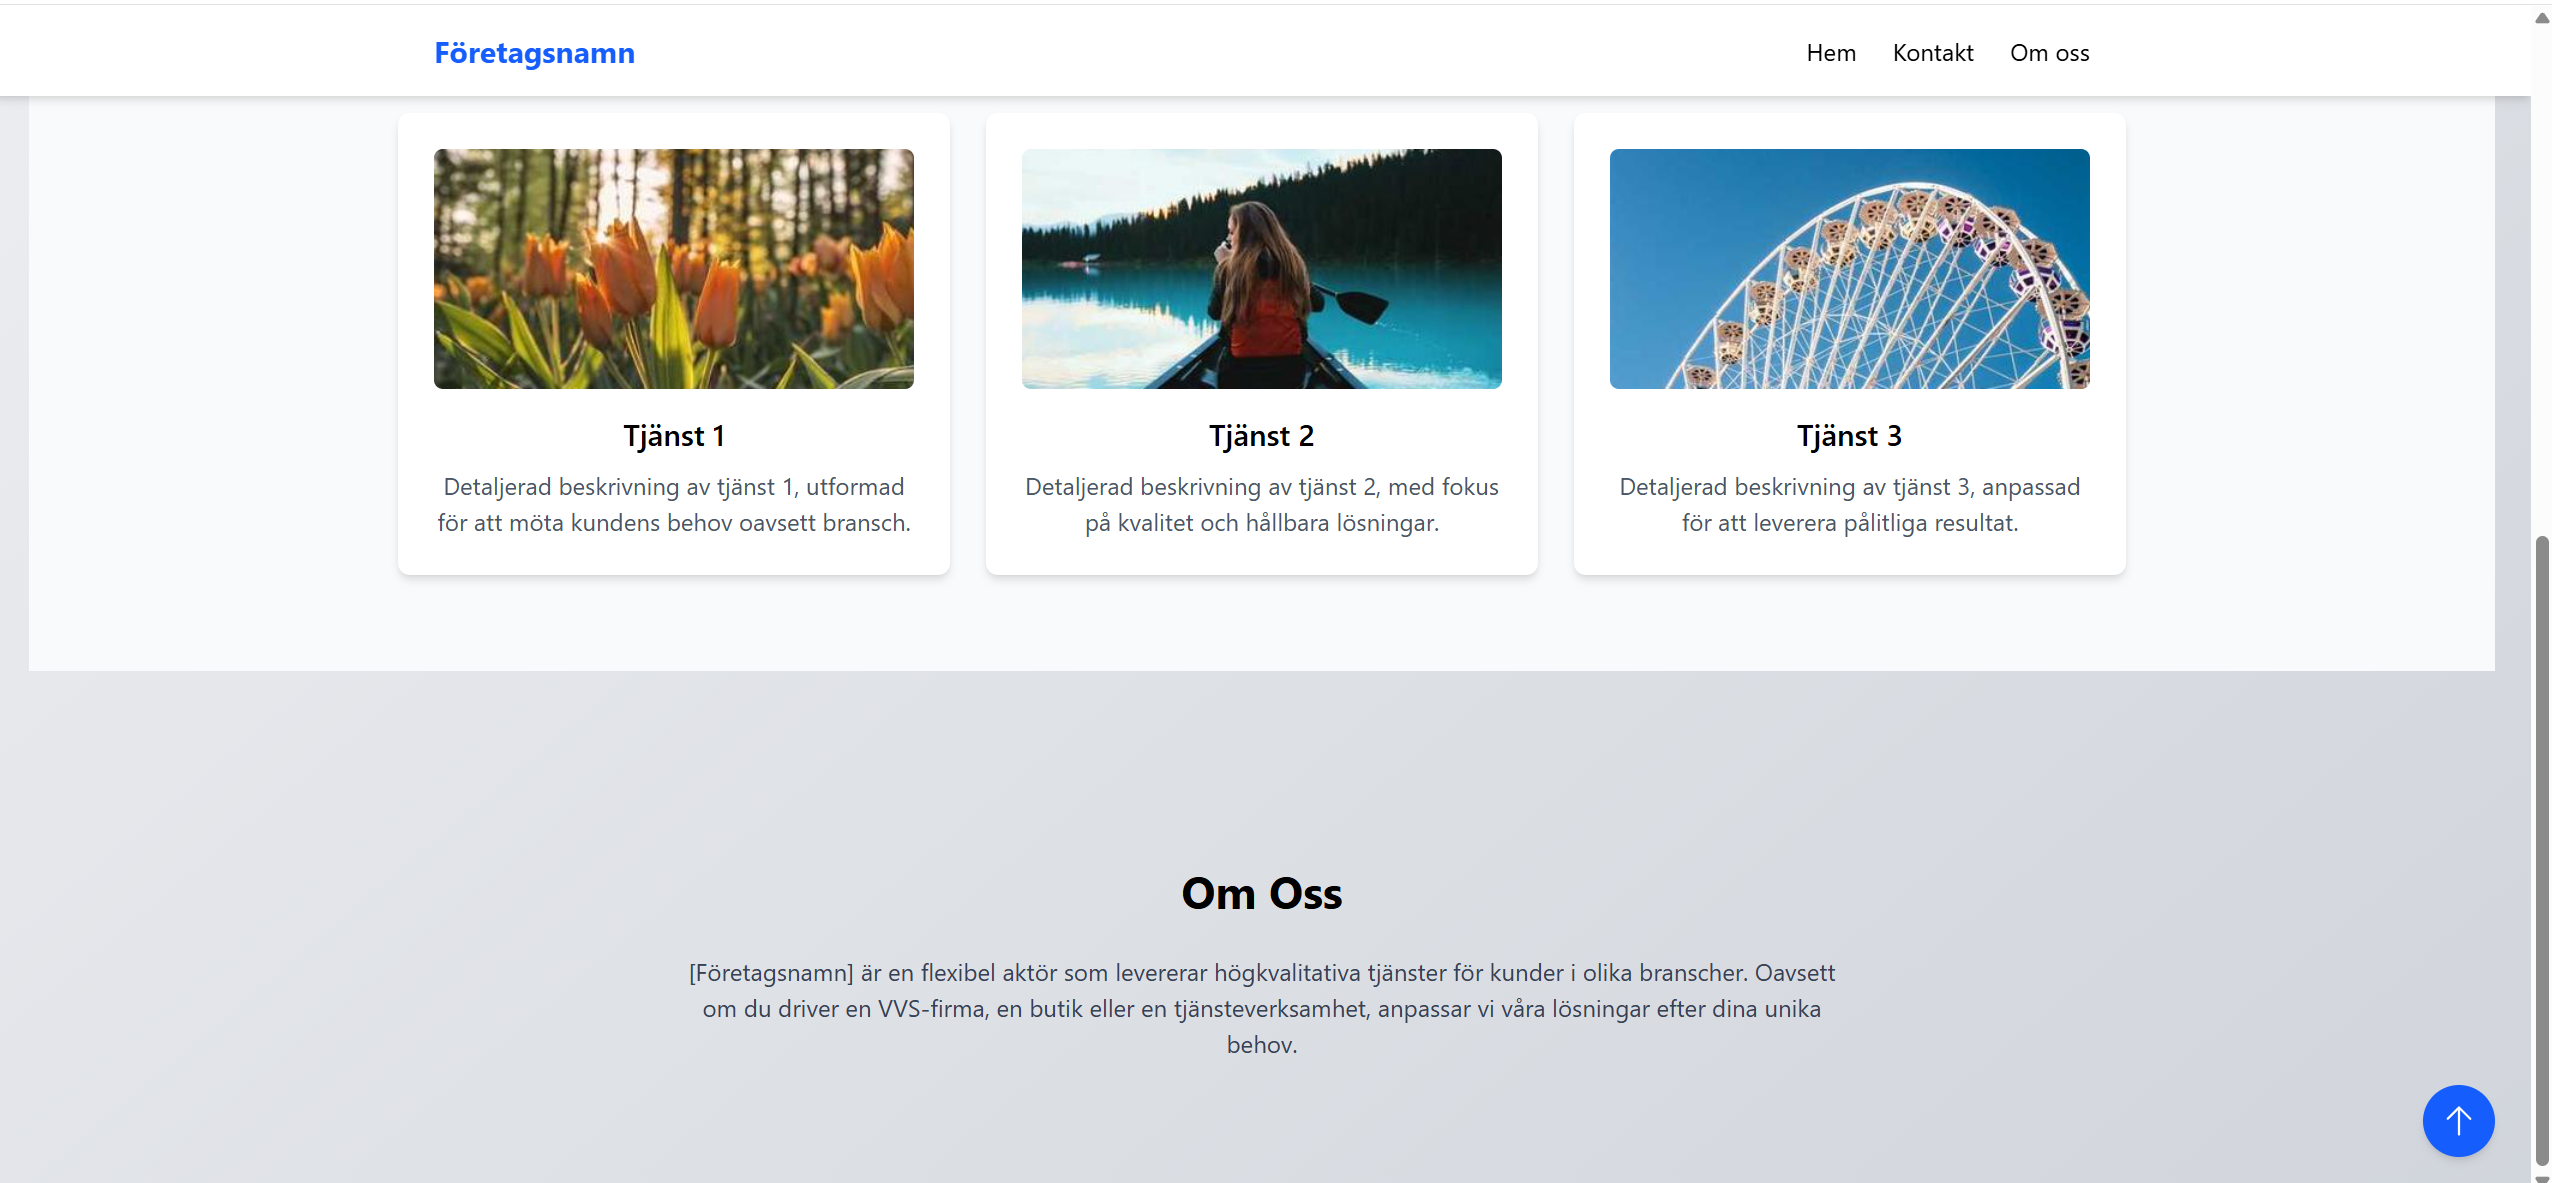 Företagsnamn
Hem Kontakt Om oss
Tjänst 1
Detaljerad beskrivning av tjänst 1, utformad
för att möta kundens behov oavsett bransch.
Tjänst 2
Detaljerad beskrivning av tjänst 2, med fokus
på kvalitet och hållbara lösningar.
Tjänst 3
Detaljerad beskrivning av tjänst 3, anpassad
för att leverera pålitliga resultat.
Om Oss
[Företagsnamn] är en flexibel aktör som levererar högkvalitativa tjänster för kunder i olika branscher. Oavsett
om du driver en VVS-firma, en butik eller en tjänsteverksamhet, anpassar vi våra lösningar efter dina unika
behov.